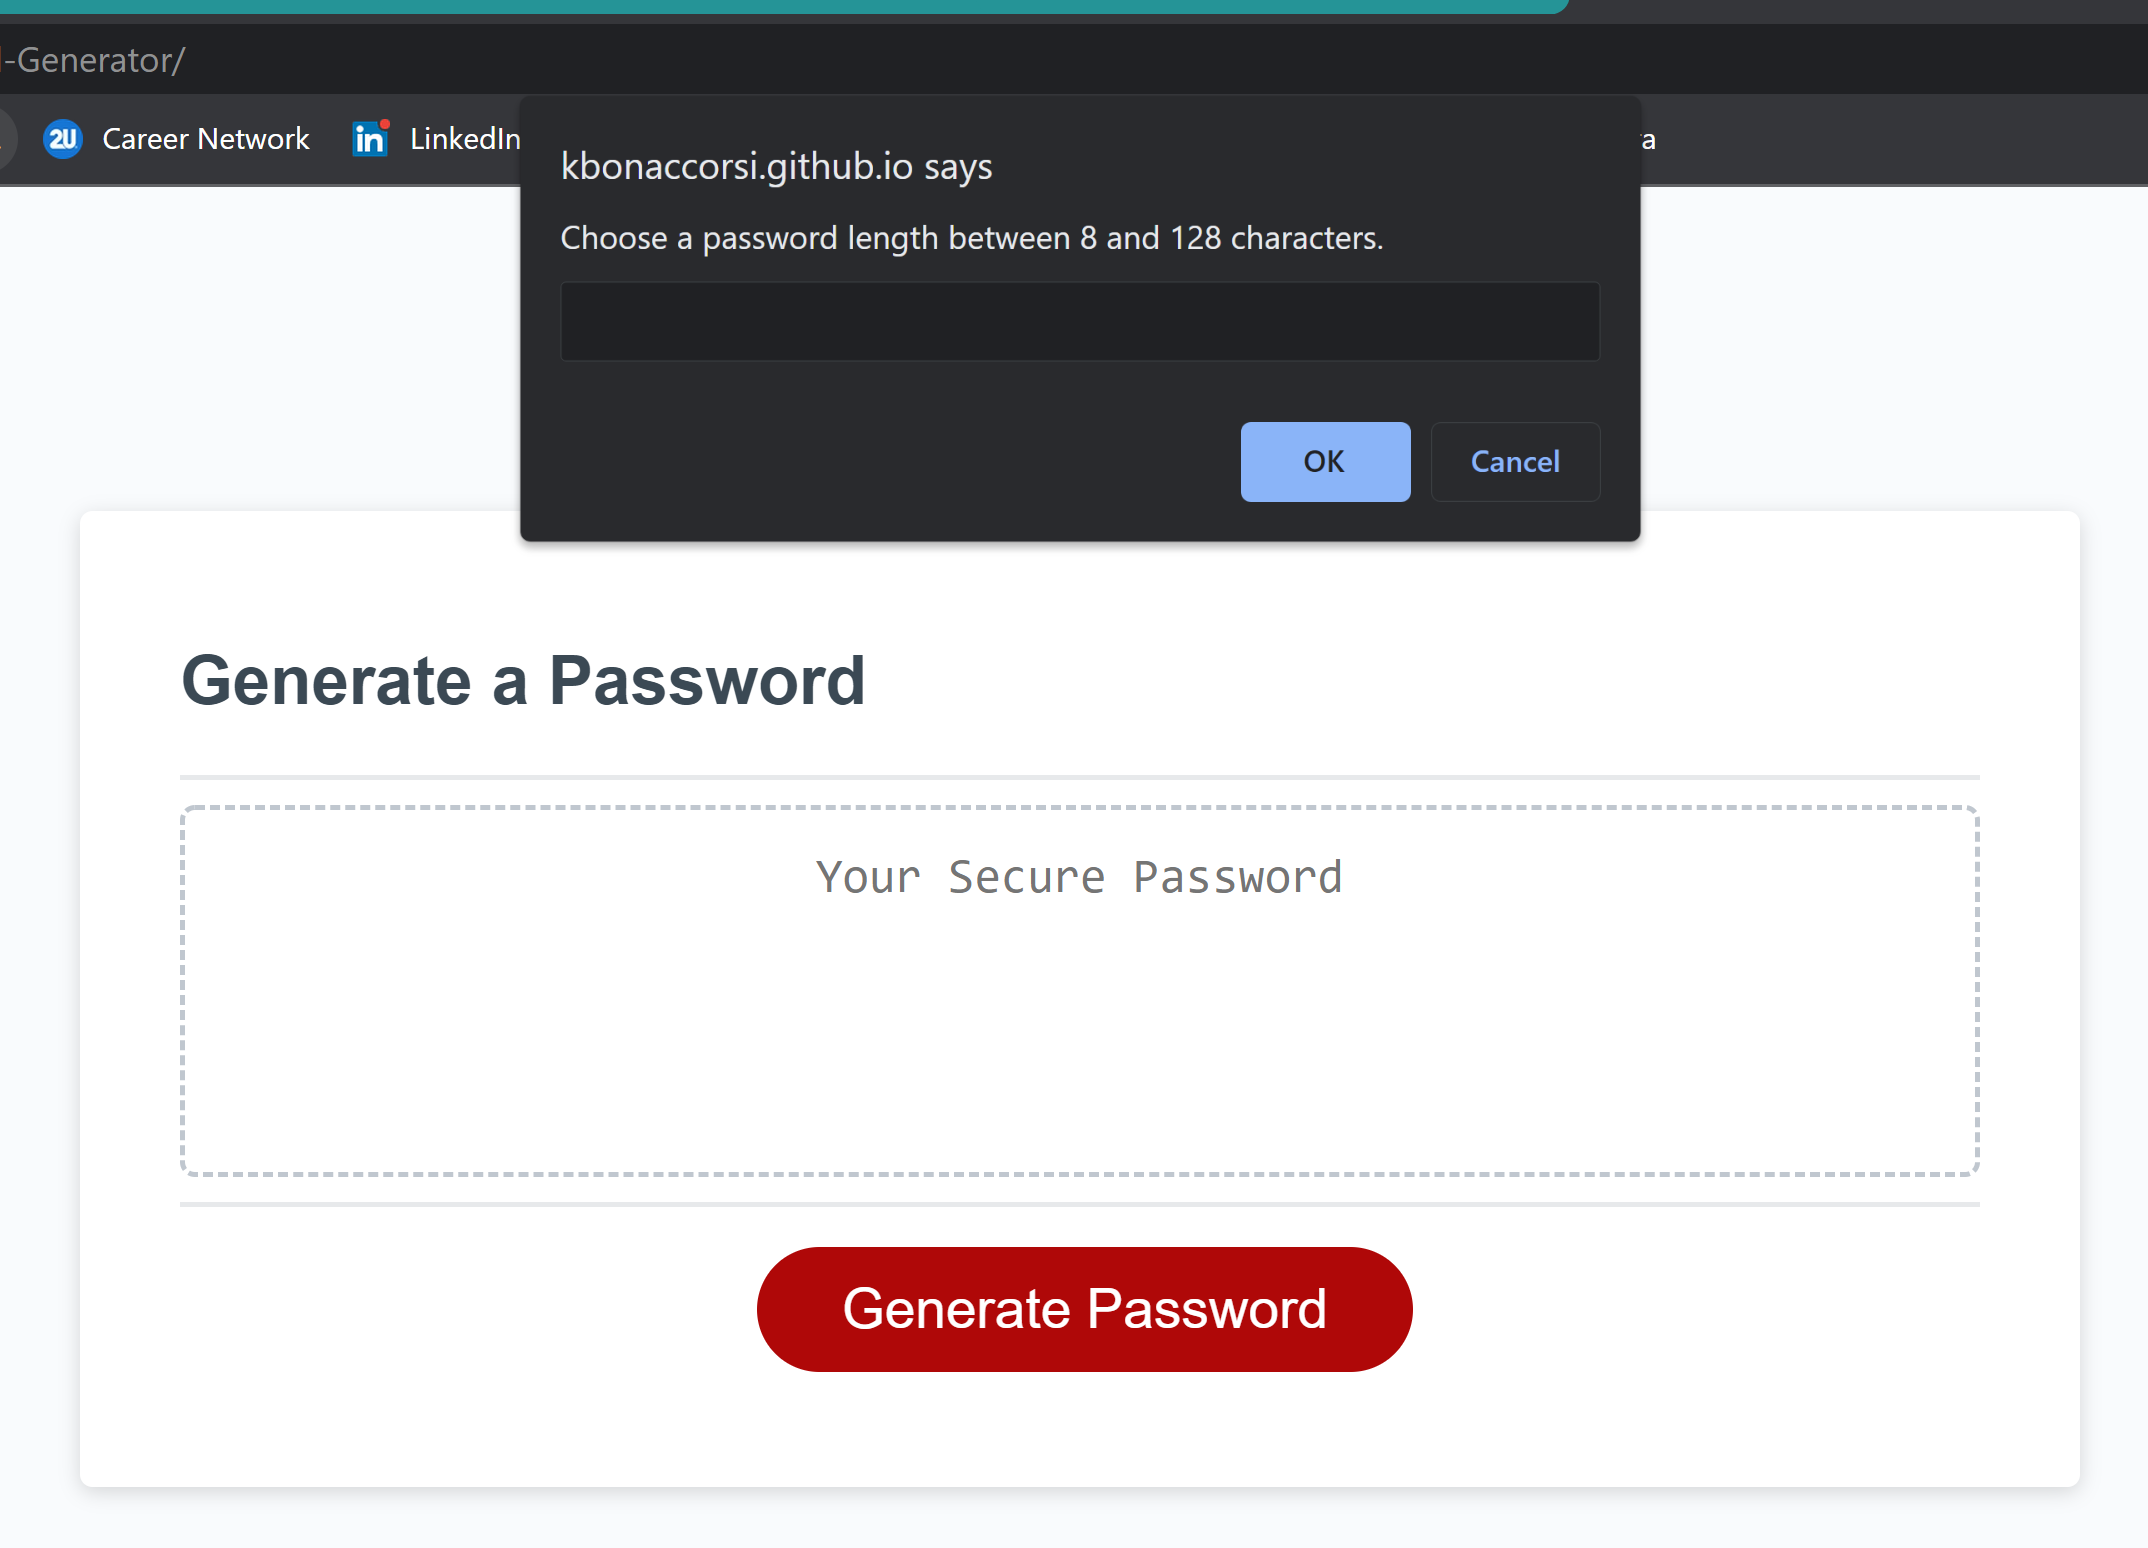 -Generator/
2U Career Network in LinkedIn
kbonaccorsi.github.io says
Choose a password length between 8 and 128 characters.
OK Cancel
Generate a Password
Your Secure Password
Generate Password